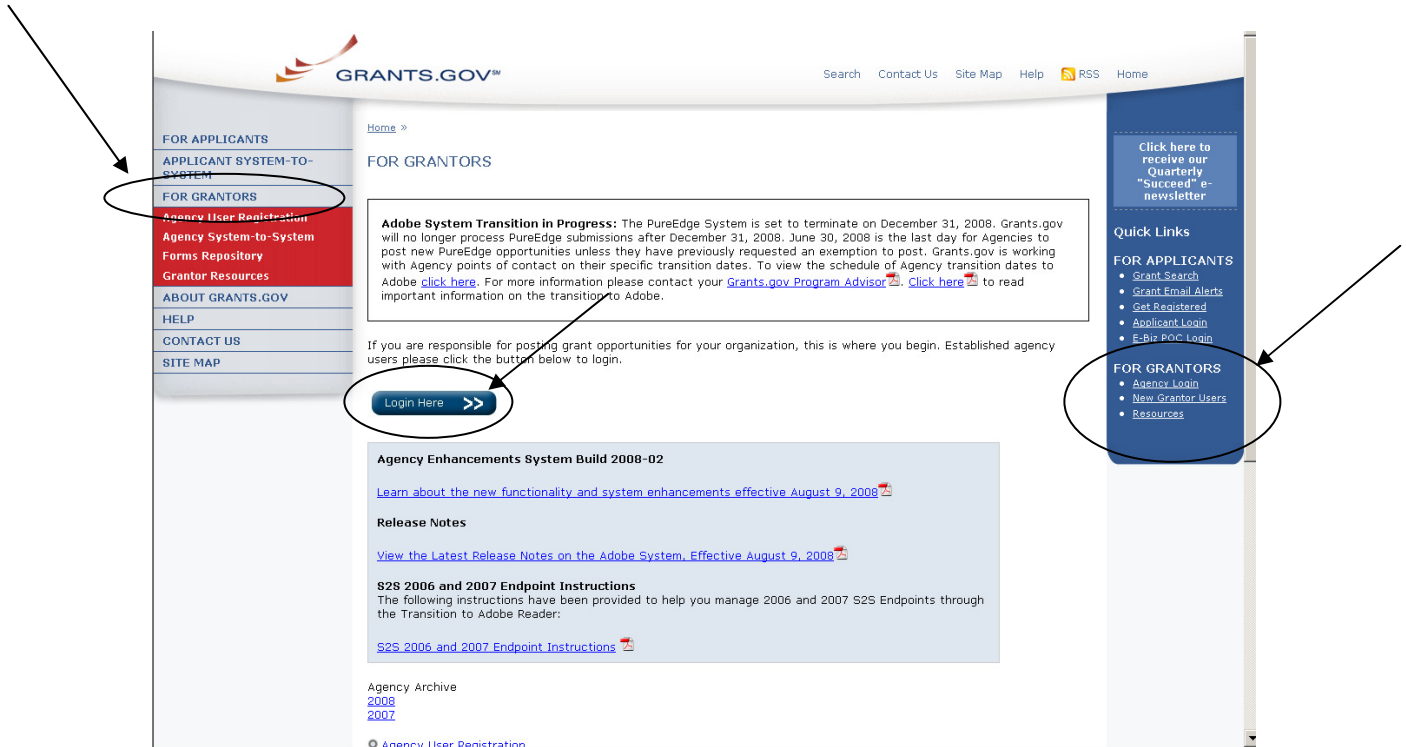 GRANTS.GOV℠
Search Contact Us Site Map Help RSS Home
FOR APPLICANTS
APPLICANT SYSTEM-TO-
SYSTEM
FOR GRANTORS
Agency User Registration
Agency System-to-System
Forms Repository
Grantor Resources
ABOUT GRANTS.GOV
HELP
CONTACT US
SITE MAP
Home »
FOR GRANTORS
Adobe System Transition in Progress: The PureEdge System is set to terminate on December 31, 2008. Grants.gov
will no longer process PureEdge submissions after December 31, 2008. June 30, 2008 is the last day for Agencies to
post new PureEdge opportunities unless they have previously requested an exemption to post. Grants.gov is working
with Agency points of contact on their specific transition dates. To view the schedule of Agency transition dates to
Adobe click here. For more information please contact your Grants.gov Program Advisor. Click here to read
important information on the transition to Adobe.
If you are responsible for posting grant opportunities for your organization, this is where you begin. Established agency
users please click the button below to login.
Login Here >>
Agency Enhancements System Build 2008-02
Learn about the new functionality and system enhancements effective August 9, 2008
Release Notes
View the Latest Release Notes on the Adobe System, Effective August 9, 2008
S2S 2006 and 2007 Endpoint Instructions
The following instructions have been provided to help you manage 2006 and 2007 S2S Endpoints through
the Transition to Adobe Reader:
S2S 2006 and 2007 Endpoint Instructions
Agency Archive
2008
2007
Agency User Registration
Click here to
receive our
Quarterly
"Succeed" e-
newsletter
Quick Links
FOR APPLICANTS
Grant Search
Grant Email Alerts
Get Registered
Applicant Login
E-Biz POC Login
FOR GRANTORS
Agency Login
New Grantor Users
Resources